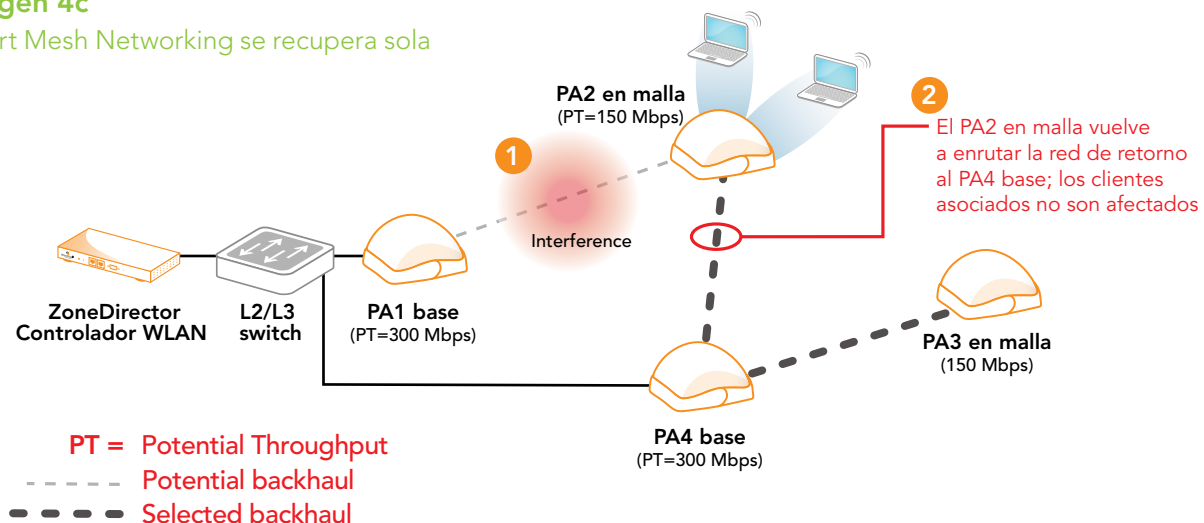 gen 4c
rt Mesh Networking se recupera sola
PA2 en malla
(PT=150 Mbps)
2
El PA2 en malla vuelve
a enrutar la red de retorno
al PA4 base; los clientes
asociados no son afectados
1
Interference
ZoneDirector
Controlador WLAN
L2/L3
switch
PA1 base
(PT=300 Mbps)
PA3 en malla
(150 Mbps)
PA4 base
(PT=300 Mbps)
PT = Potential Throughput
Potential backhaul
Selected backhaul